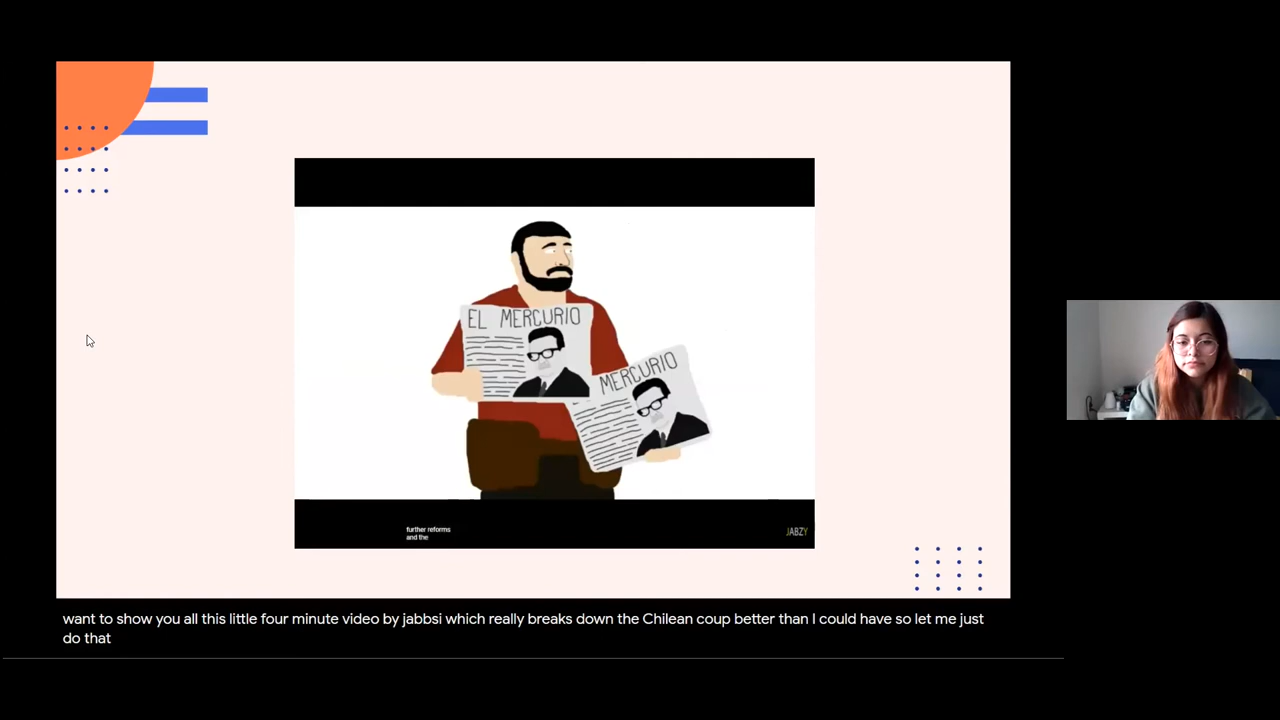 EL MERCURIO
MERCURIO
further reforms
and the
JABZY
want to show you all this little four minute video by jabbsi which really breaks down the Chilean coup better than I could have so let me just
do that